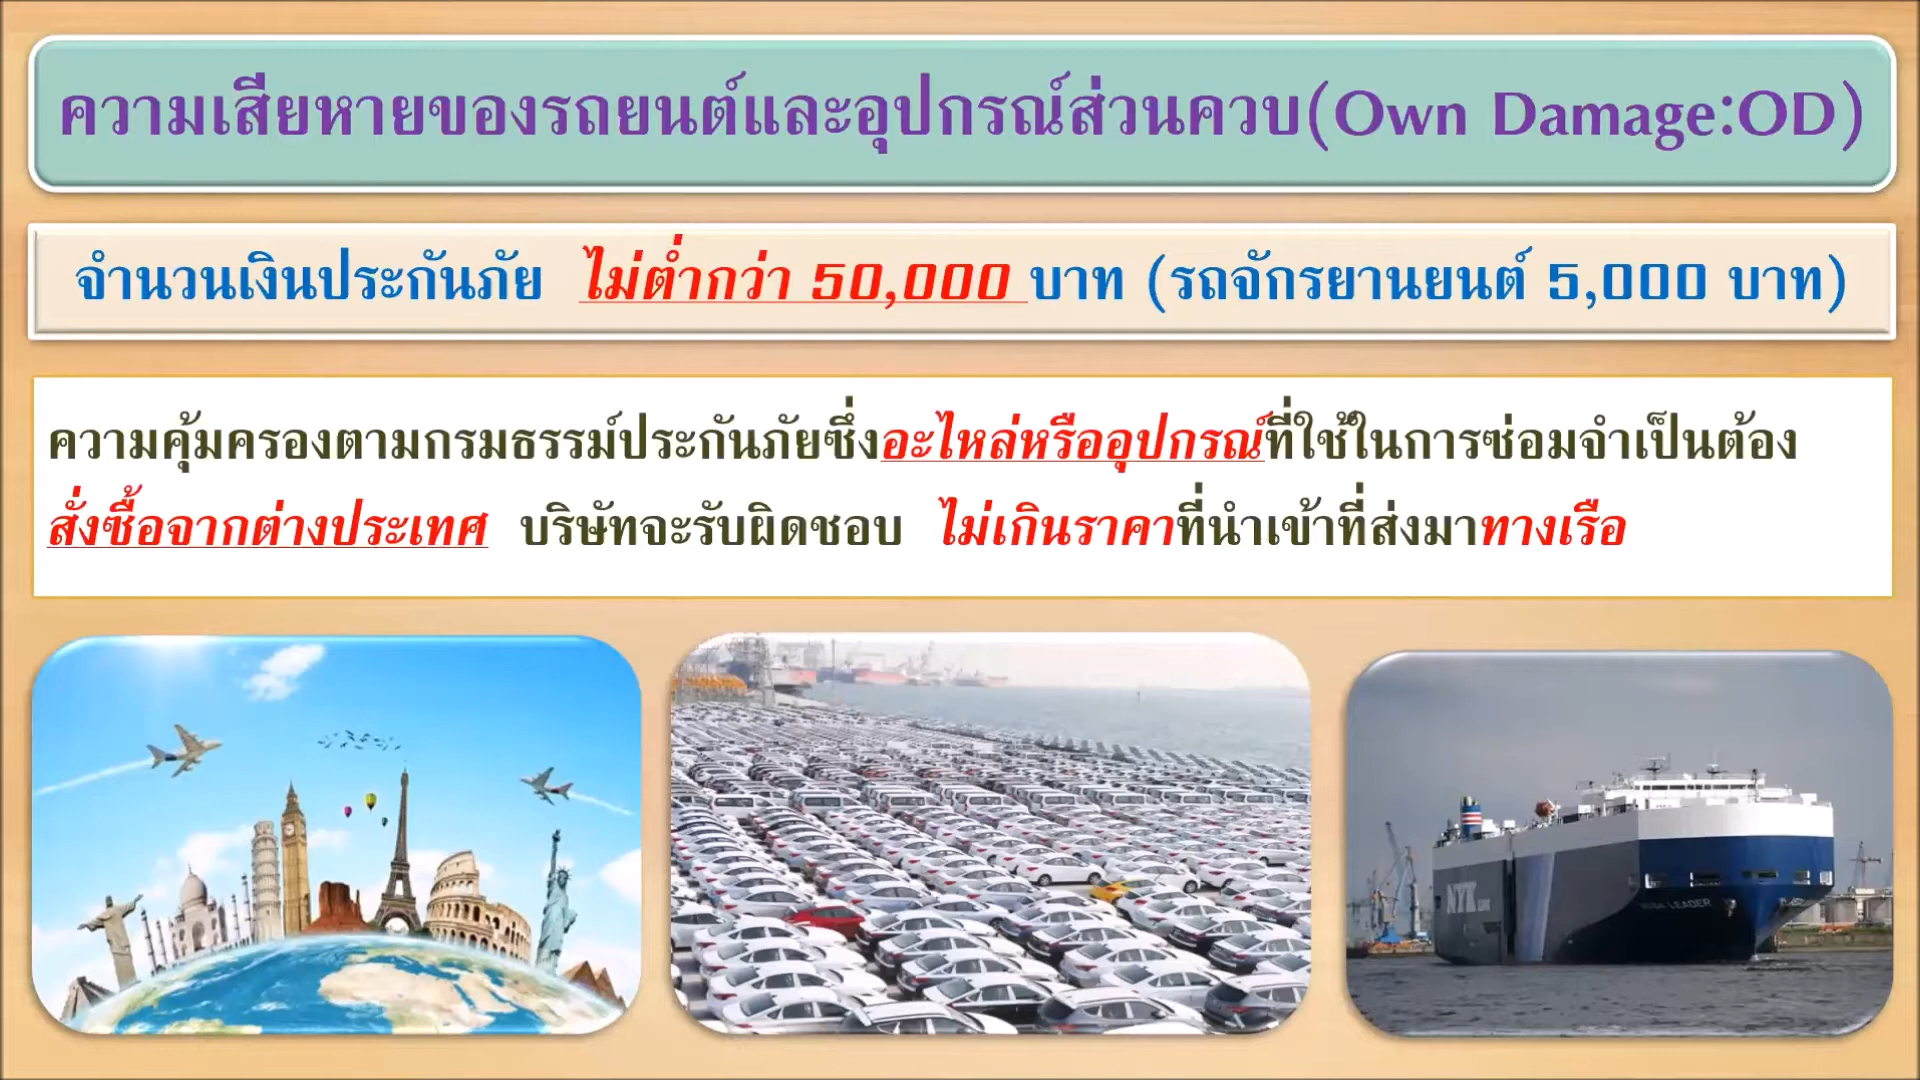 ความเสียหายของรถยนต์และอุปกรณ์ส่วนควบ(Own Damage:OD)
จำนวนเงินประกันภัย ไม่ต่ำกว่า 50,000 บาท (รถจักรยานยนต์ 5,000 บาท)
ความคุ้มครองตามกรมธรรม์ประกันภัยซึ่งอะไหล่หรืออุปกรณ์ที่ใช้ในการซ่อมจำเป็นต้อง
สั่งซื้อจากต่างประเทศ บริษัทจะรับผิดชอบ ไม่เกินราคาที่นำเข้าที่ส่งมาทางเรือ
NYK LINE
LEADER